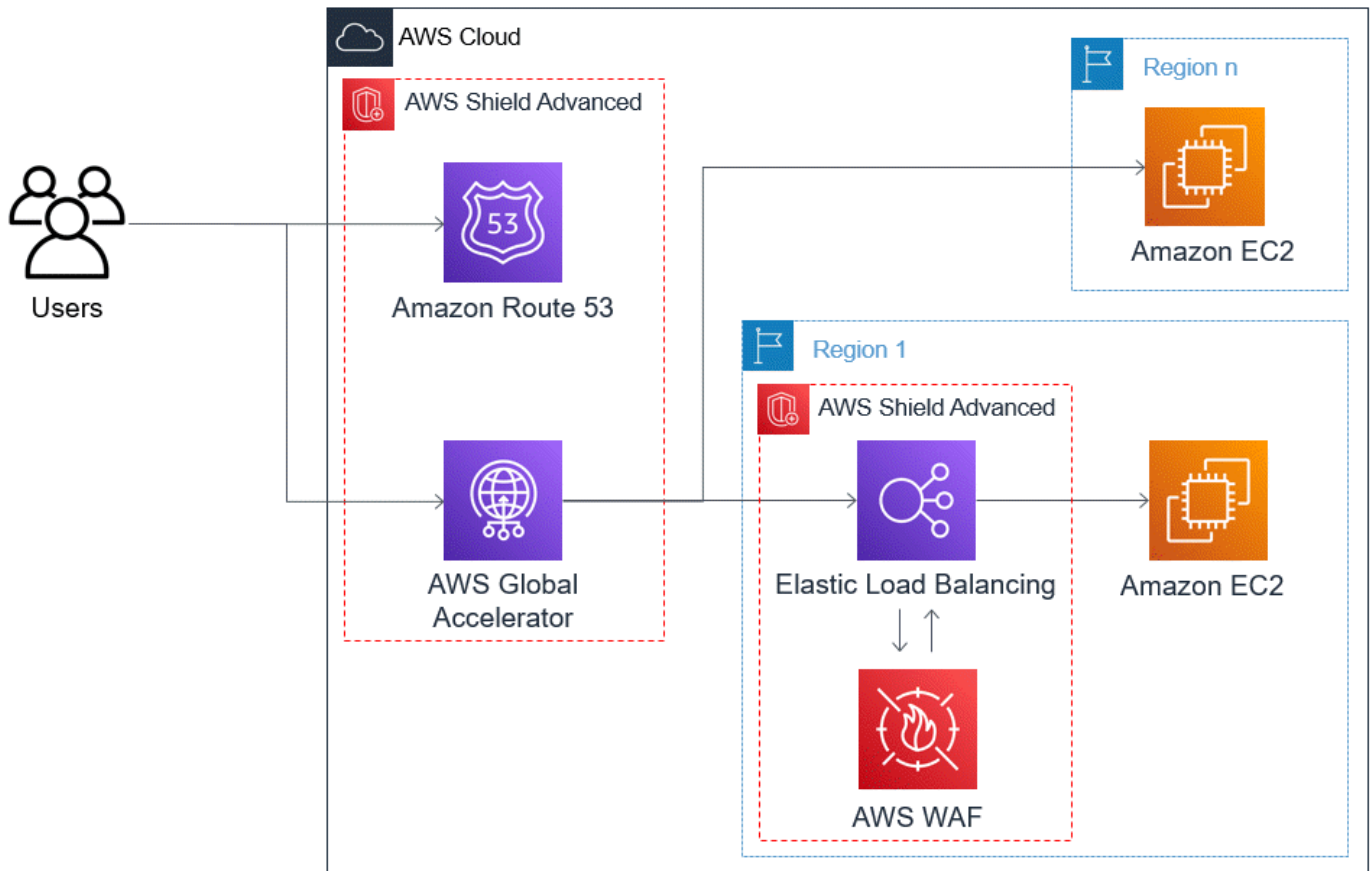 AWS Cloud
Region n
AWS Shield Advanced
53
Users
Amazon Route 53
Amazon EC2
Region 1
AWS Shield Advanced
AWS Global
Accelerator
Elastic Load Balancing
Amazon EC2
AWS WAF